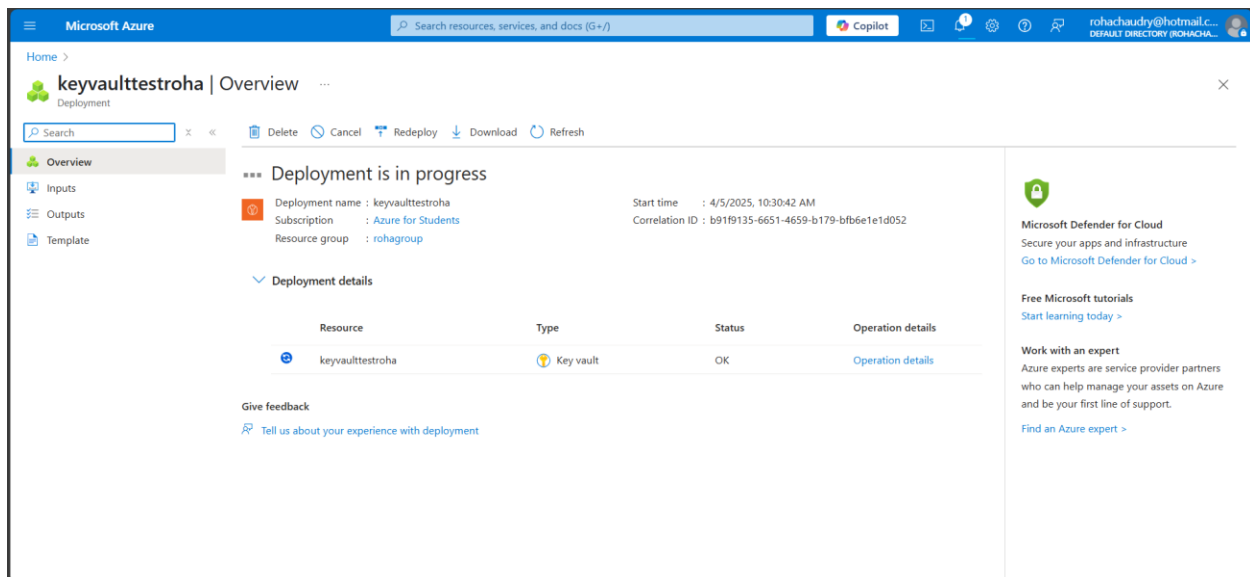 Microsoft Azure
Search resources, services, and docs (G+/)
Copilot
1
rohachaudry@hotmail.c...
DEFAULT DIRECTORY (ROHACHA...
Home >
keyvaulttestroha | Overview ...
Deployment
Search
Delete Cancel Redeploy Download Refresh
Overview
Inputs
Outputs
Template
Deployment is in progress
Deployment name : keyvaulttestroha
Subscription : Azure for Students
Resource group : rohagroup
Start time : 4/5/2025, 10:30:42 AM
Correlation ID : b91f9135-6651-4659-b179-bfb6e1e1d052
Deployment details
Resource Type Status Operation details
keyvaulttestroha Key vault OK Operation details
Give feedback
Tell us about your experience with deployment
Microsoft Defender for Cloud
Secure your apps and infrastructure
Go to Microsoft Defender for Cloud >
Free Microsoft tutorials
Start learning today >
Work with an expert
Azure experts are service provider partners
who can help manage your assets on Azure
and be your first line of support.
Find an Azure expert >